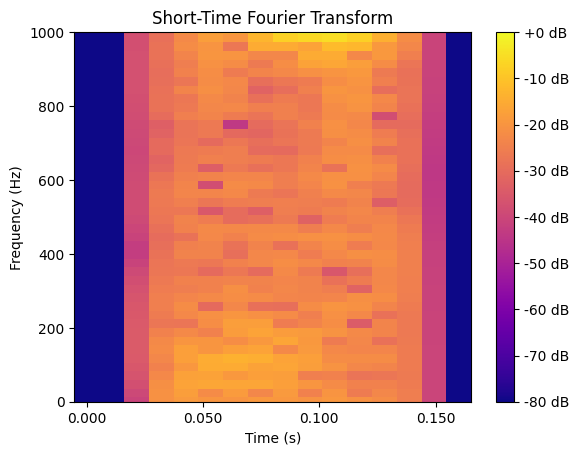 Short-Time Fourier Transform
1000
800
600
400
200
0
Frequency (Hz)
0.000
0.050
0.100
0.150
Time (s)
+0 dB
-10 dB
-20 dB
-30 dB
-40 dB
-50 dB
-60 dB
-70 dB
-80 dB